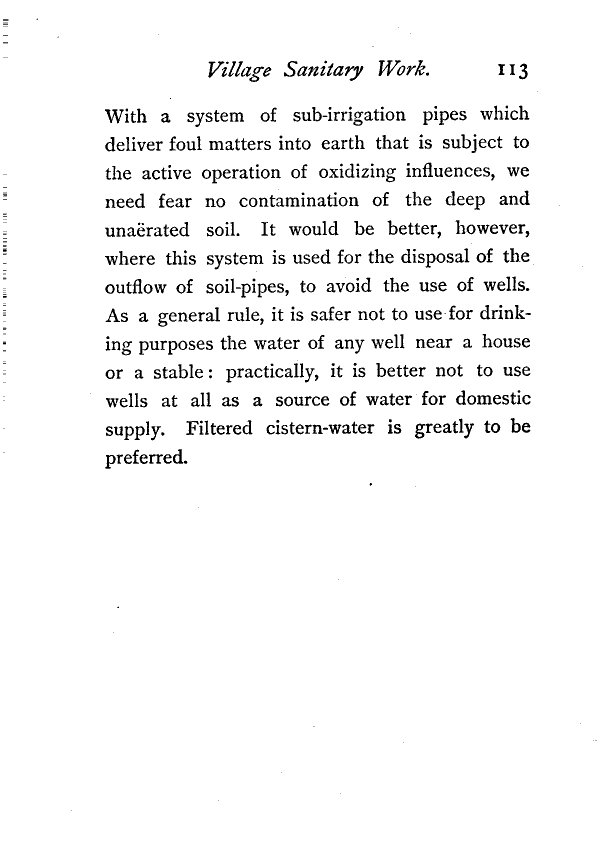 Village Sanitary Work. 113
With a system of sub-irrigation pipes which
deliver foul matters into earth that is subject to
the active operation of oxidizing influences, we
need fear no contamination of the deep and
unaërated soil. It would be better, however,
where this system is used for the disposal of the
outflow of soil-pipes, to avoid the use of wells.
As a general rule, it is safer not to use for drink-
ing purposes the water of any well near a house
or a stable: practically, it is better not to use
wells at all as a source of water for domestic
supply. Filtered cistern-water is greatly to be
preferred.